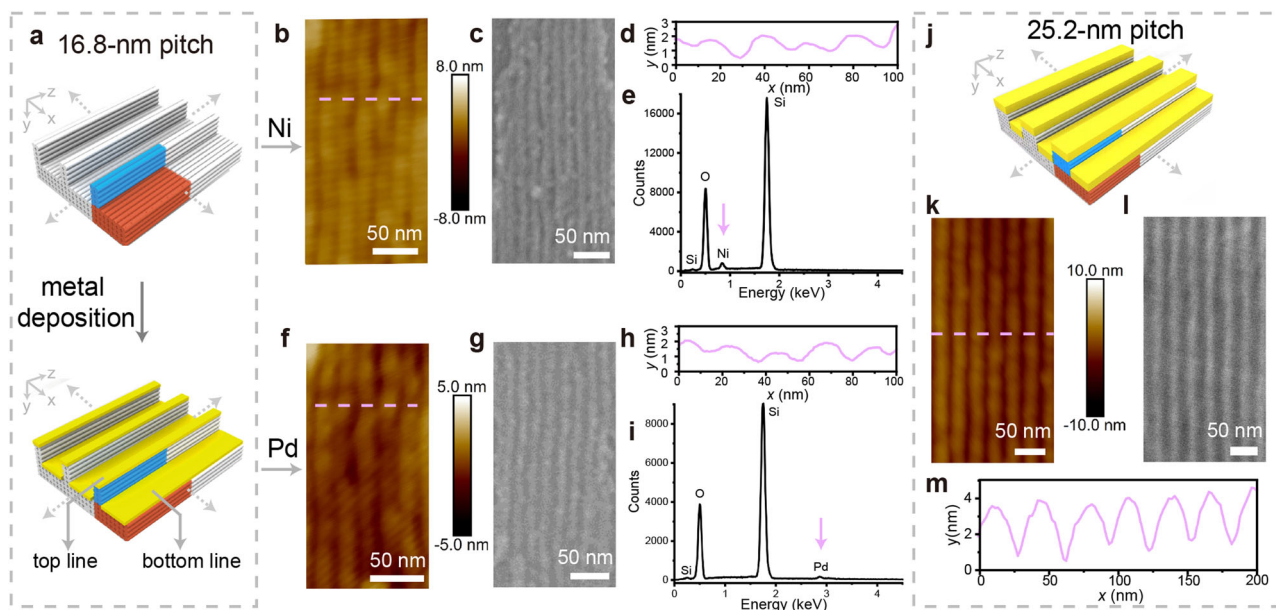 a
16.8-nm pitch
z
x
y
metal
deposition
z
x
y
top line
bottom line
Ni
Pd
b
50 nm
8.0 nm
-8.0 nm
c
50 nm
d
y (nm)
3
2
1
0
0 20 40 60 80 100
x (nm)
e
Counts
16000
12000
8000
4000
0
Si
O
Ni
Si
0 1 2 3 4
Energy (keV)
f
50 nm
5.0 nm
-5.0 nm
g
50 nm
h
y (nm)
3
2
1
0
0 20 40 60 80 100
x (nm)
i
Counts
8000
6000
4000
2000
0
Si
O
Si
Pd
0 1 2 3 4
Energy (keV)
j
25.2-nm pitch
z
x
y
k
50 nm
10.0 nm
-10.0 nm
l
50 nm
m
y(nm)
4
2
0
0 50 100 150 200
x (nm)